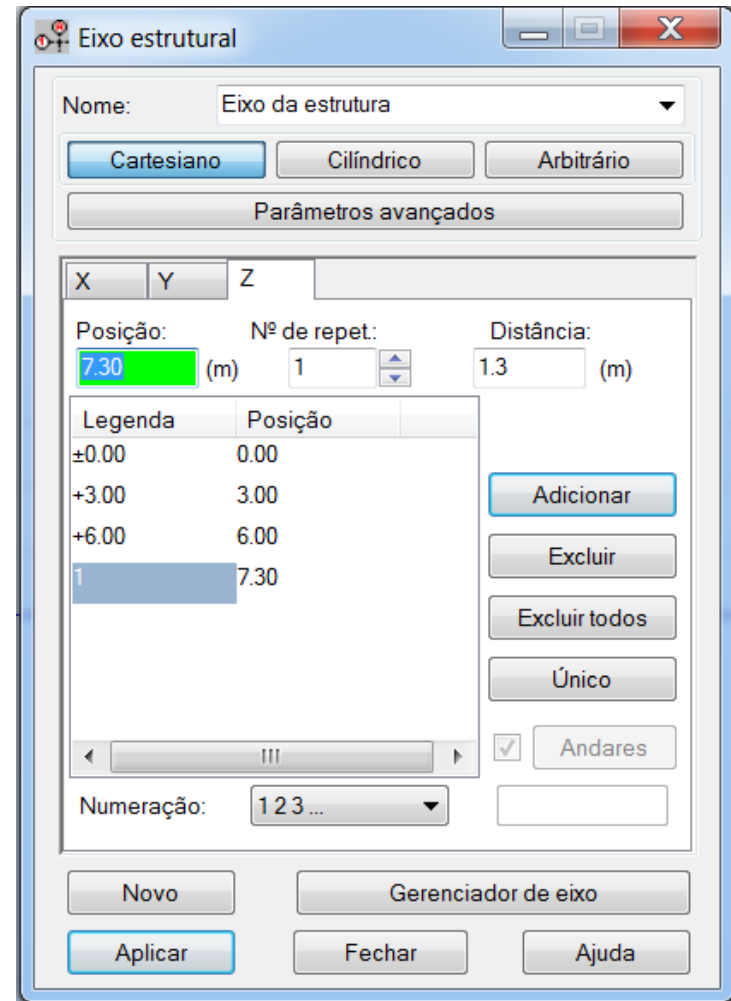 Eixo estrutural
Nome: Eixo da estrutura
Cartesiano Cilíndrico Arbitrário
Parâmetros avançados
X Y Z
Posição: Nº de repet.: Distância:
7.30 (m) 1 1.3 (m)
Legenda Posição
±0.00 0.00
+3.00 3.00
Adicionar
+6.00 6.00
Excluir
1 7.30
Excluir todos
Único
Andares
Numeração: 1 2 3 ...
Novo Gerenciador de eixo
Aplicar Fechar Ajuda